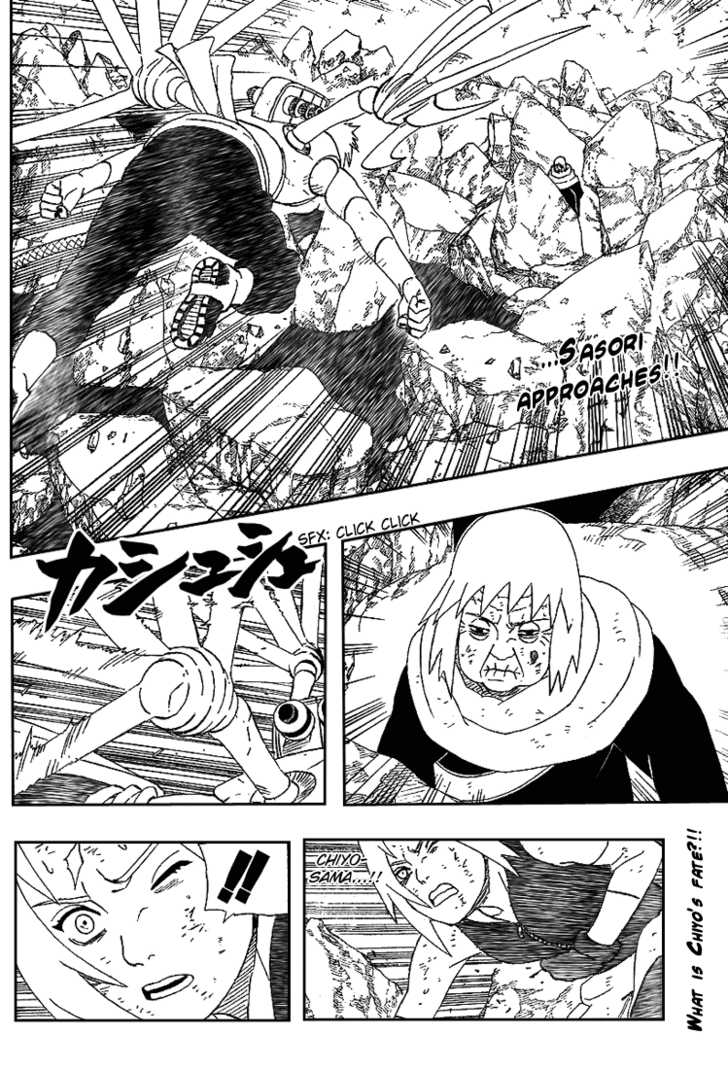 ...SASORI
APPROACHES!!
カシュシュ
SFX: CLICK CLICK
CHIYO-
SAMA...!!
!!
WHAT IS CHIYO'S FATE?!!